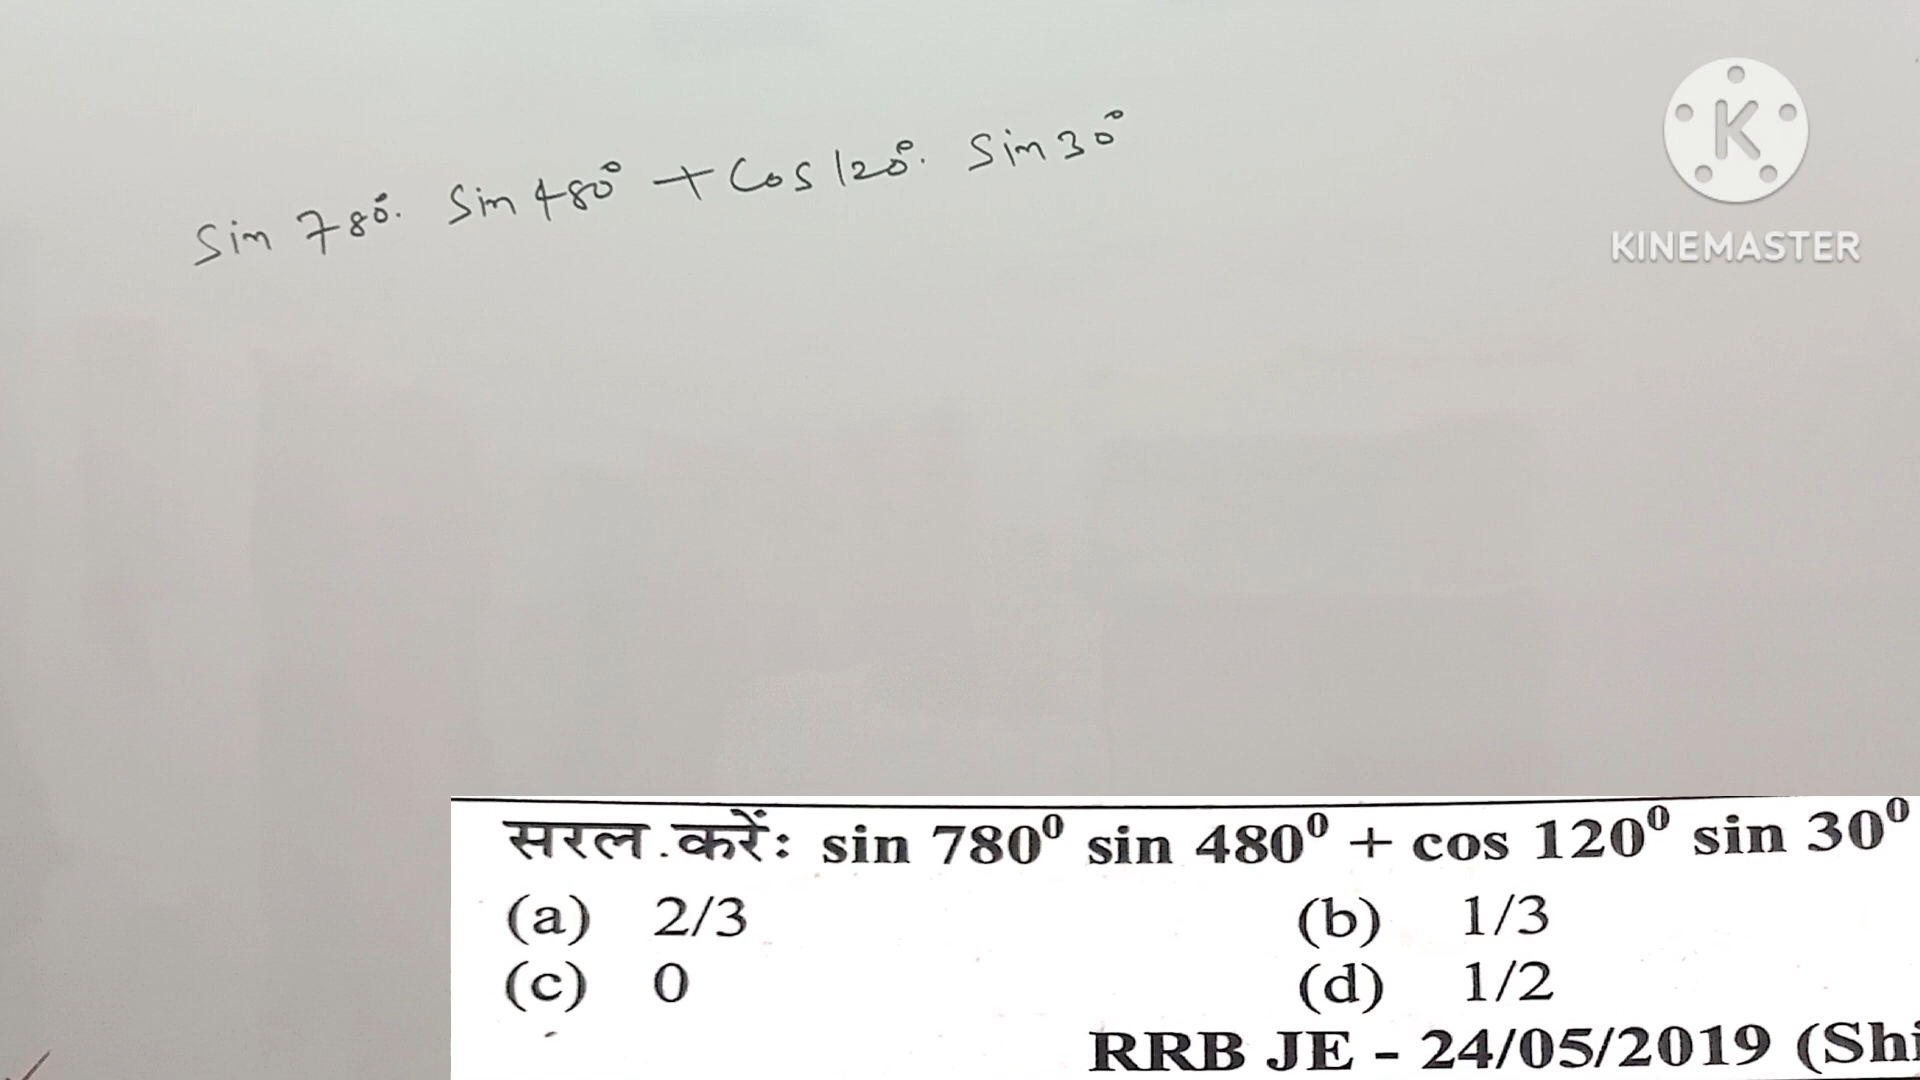 sin 780°. sin 480° + cos 120°. sin 30°
KINEMASTER
सरल करें: sin 780⁰ sin 480⁰ + cos 120⁰ sin 30⁰
(a) 2/3 (b) 1/3
(c) 0 (d) 1/2
RRB JE - 24/05/2019 (Shi